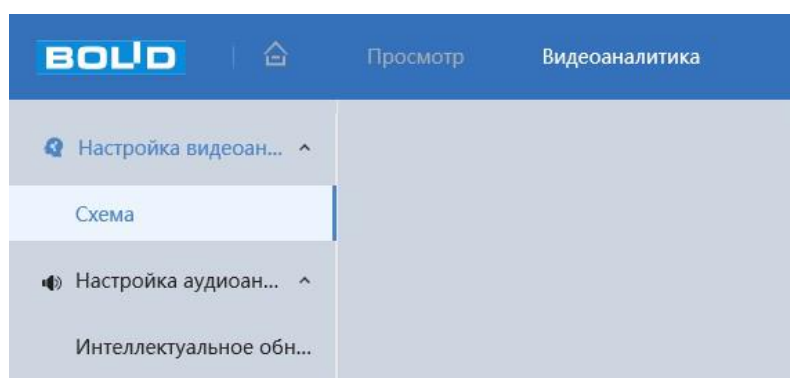 BOLID
Просмотр
Видеоаналитика
Настройка видеоан...
Схема
Настройка аудиоан...
Интеллектуальное обн...